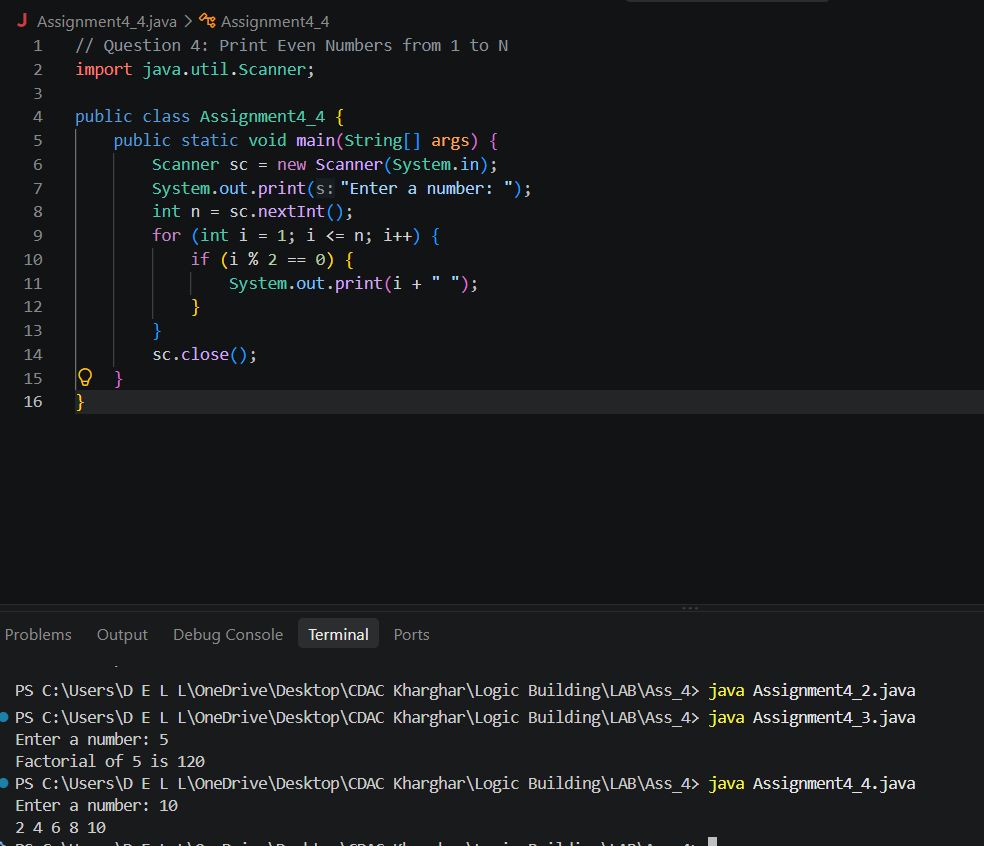 J Assignment4_4.java > Assignment4_4
1 // Question 4: Print Even Numbers from 1 to N
2 import java.util.Scanner;
3
4 public class Assignment4_4 {
5     public static void main(String[] args) {
6         Scanner sc = new Scanner(System.in);
7         System.out.print(s: "Enter a number: ");
8         int n = sc.nextInt();
9         for (int i = 1; i <= n; i++) {
10             if (i % 2 == 0) {
11                 System.out.print(i + " ");
12             }
13         }
14         sc.close();
15     }
16 }
Problems Output Debug Console Terminal Ports
PS C:\Users\D E L L\OneDrive\Desktop\CDAC Kharghar\Logic Building\LAB\Ass_4> java Assignment4_2.java
PS C:\Users\D E L L\OneDrive\Desktop\CDAC Kharghar\Logic Building\LAB\Ass_4> java Assignment4_3.java
Enter a number: 5
Factorial of 5 is 120
PS C:\Users\D E L L\OneDrive\Desktop\CDAC Kharghar\Logic Building\LAB\Ass_4> java Assignment4_4.java
Enter a number: 10
2 4 6 8 10